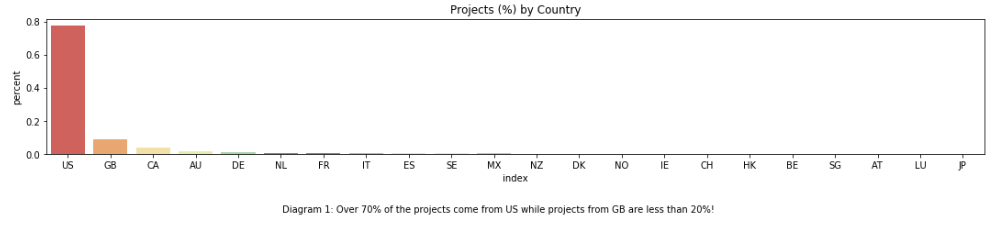 Projects (%) by Country
0.8
0.6
0.4
0.2
0.0
percent
US GB CA AU DE NL FR IT ES SE MX NZ DK NO IE CH HK BE SG AT LU JP
index
Diagram 1: Over 70% of the projects come from US while projects from GB are less than 20%!